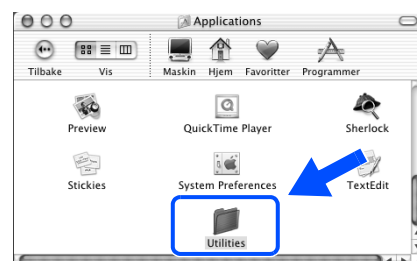 Applications
Tilbake Vis Maskin Hjem Favoritter Programmer
Preview QuickTime Player Sherlock
Stickies System Preferences TextEdit
Utilities